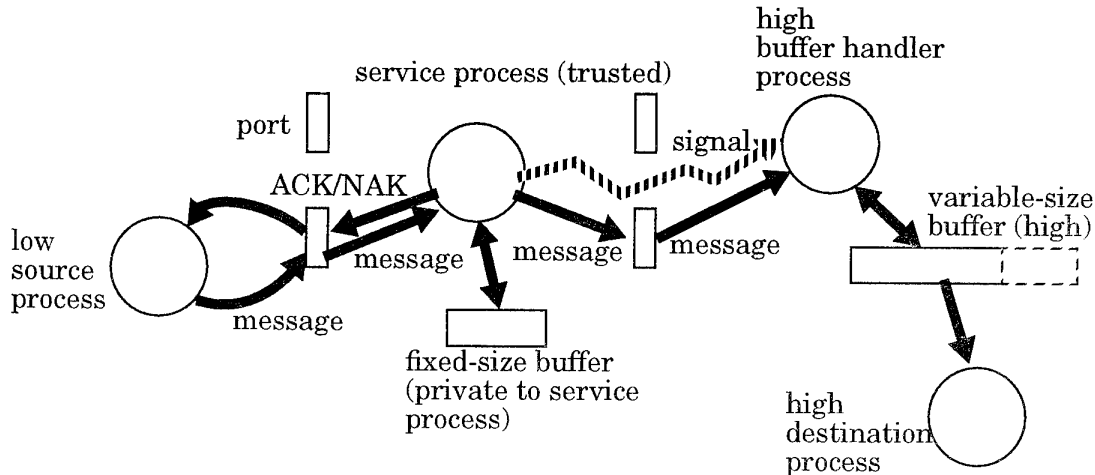 high
buffer handler
process
service process (trusted)
port
signal
ACK/NAK
variable-size
buffer (high)
low
source
process
message
message
message
message
fixed-size buffer
(private to service
process)
high
destination
process